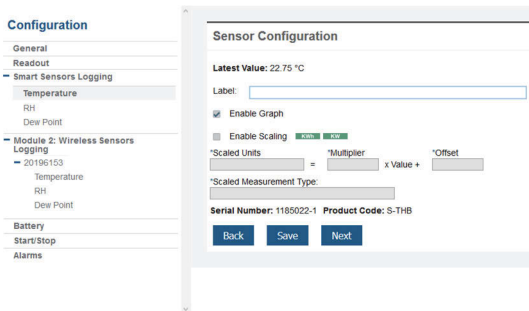 Configuration
General
Readout
Smart Sensors Logging
Temperature
RH
Dew Point
Module 2: Wireless Sensors
Logging
20196153
Temperature
RH
Dew Point
Battery
Start/Stop
Alarms
Sensor Configuration
Latest Value: 22.75 °C
Label:
Enable Graph
Enable Scaling KWh KW
*Scaled Units *Multiplier *Offset
= x Value +
*Scaled Measurement Type:
Serial Number: 1185022-1 Product Code: S-THB
Back Save Next